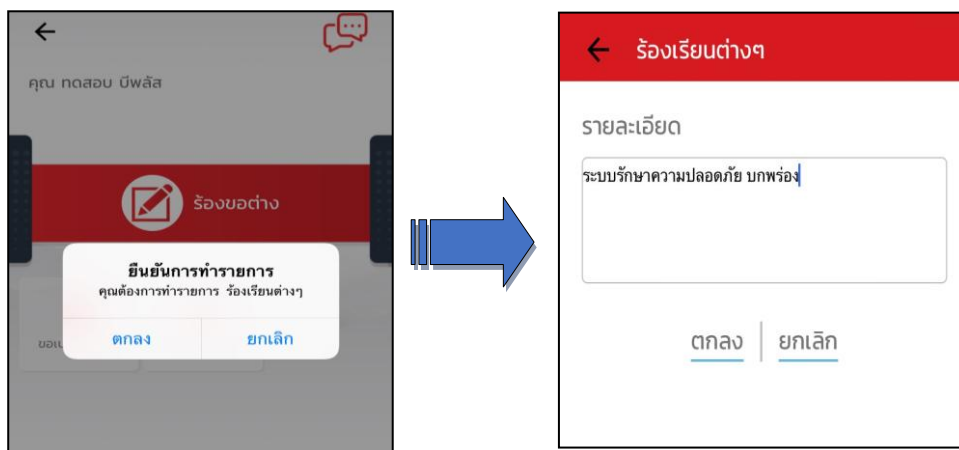 คุณ ทดสอบ บีพลัส
ร้องขอต่าง
ยืนยันการทำรายการ
คุณต้องการทำรายการ ร้องเรียนต่างๆ
ตกลง ยกเลิก
ร้องเรียนต่างๆ
รายละเอียด
ระบบรักษาความปลอดภัย บกพร่อง
ตกลง ยกเลิก